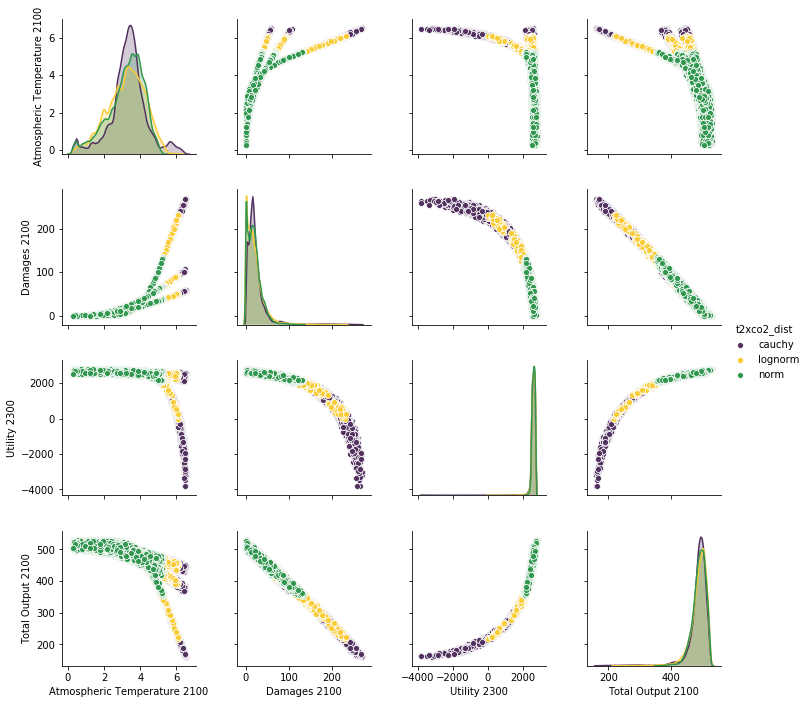 Atmospheric Temperature 2100
6
4
2
0
Damages 2100
200
100
0
t2xco2_dist
cauchy
lognorm
norm
Utility 2300
2000
0
−2000
−4000
Total Output 2100
500
400
300
200
0 2 4 6
0 100 200
−4000 −2000 0 2000
200 400
Atmospheric Temperature 2100
Damages 2100
Utility 2300
Total Output 2100